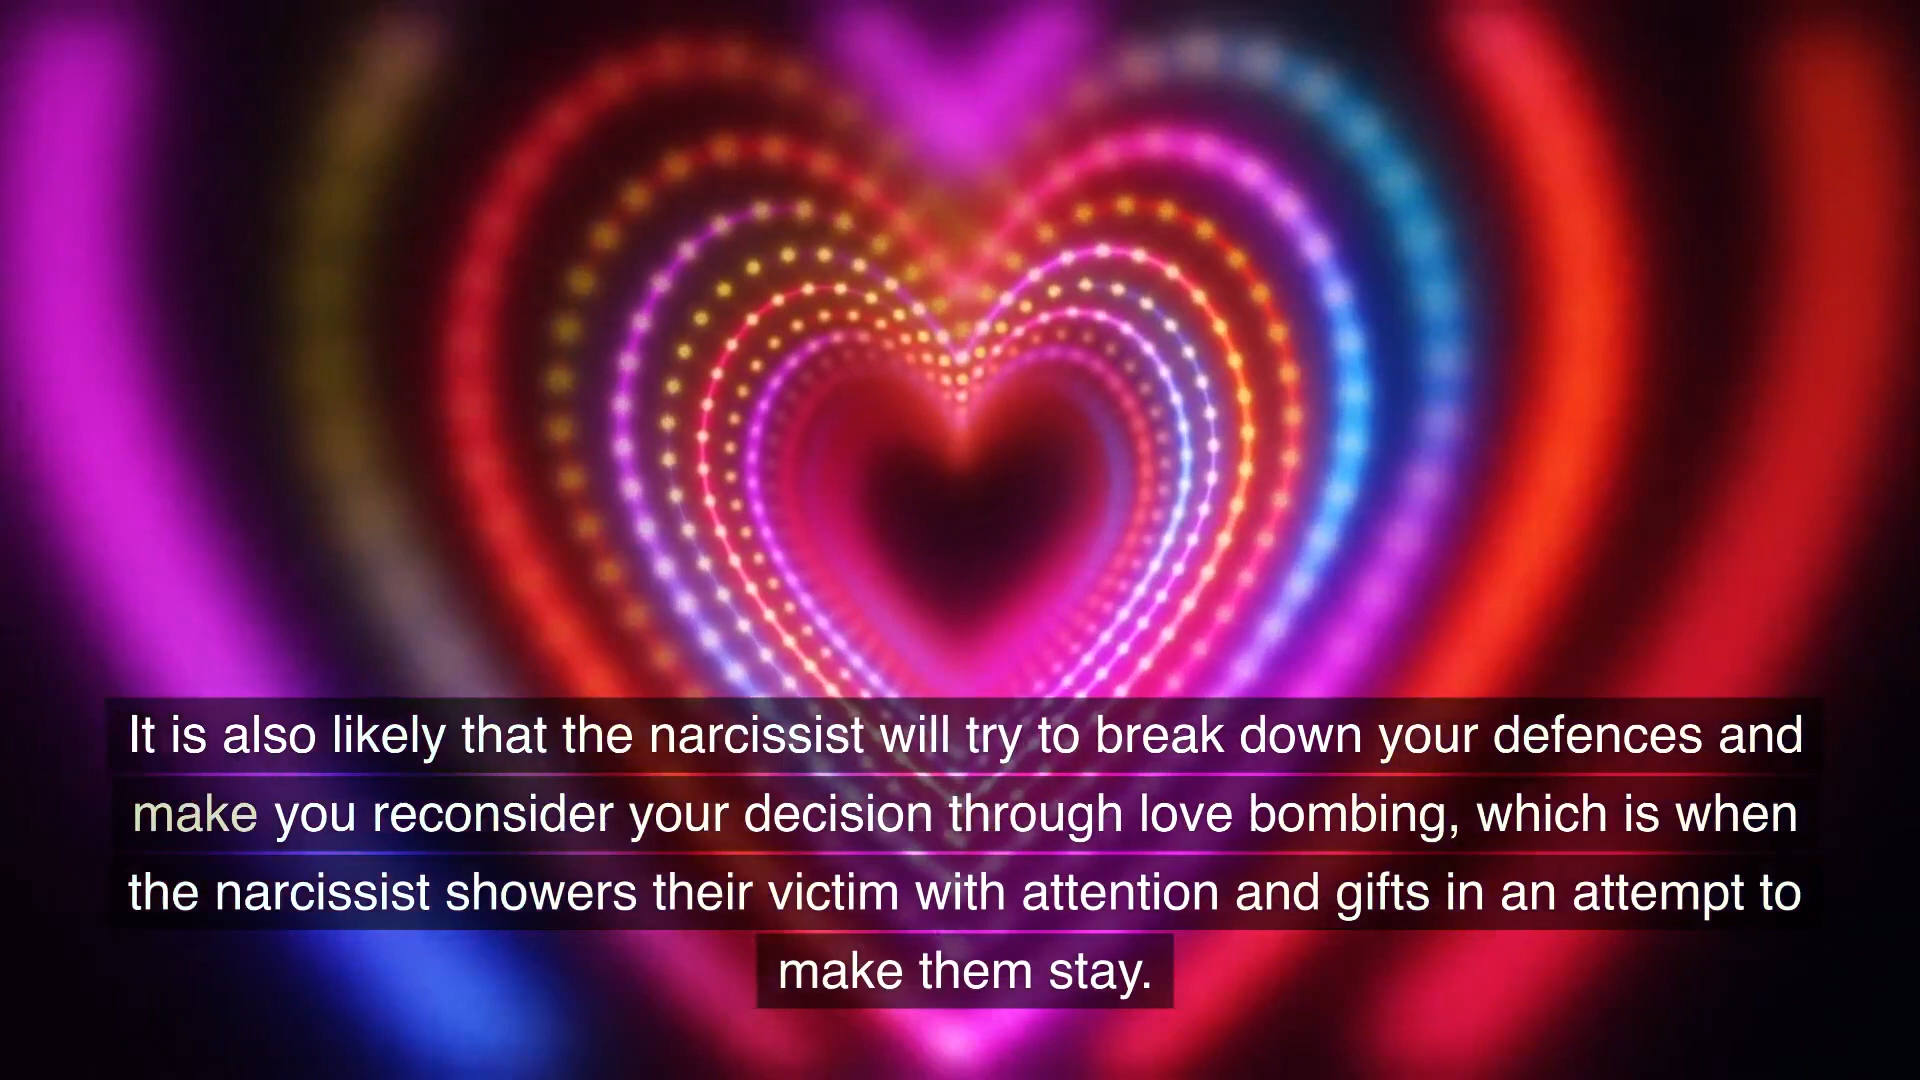 It is also likely that the narcissist will try to break down your defences and
make you reconsider your decision through love bombing, which is when
the narcissist showers their victim with attention and gifts in an attempt to
make them stay.